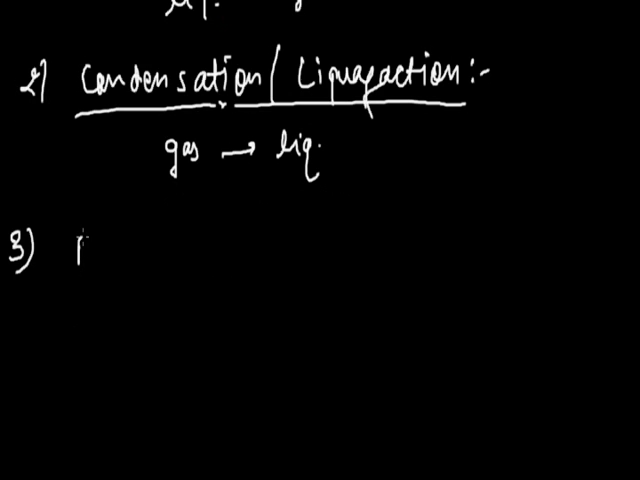 2) Condensation/Liquafaction:-
gas → liq.
3)